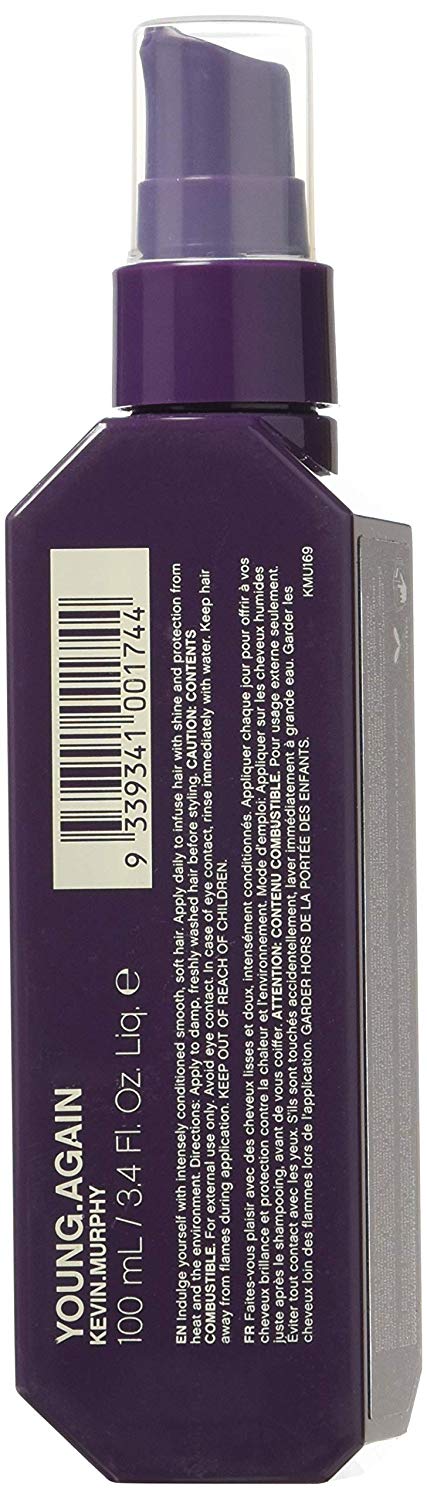 YOUNG.AGAIN
KEVIN.MURPHY
100 mL / 3.4 Fl. Oz. Liq. ℮
9 339341 001744
EN Indulge yourself with intensely conditioned smooth, soft hair. Apply daily to infuse hair with shine and protection from
heat and the environment. Directions: Apply to damp, freshly washed hair before styling. CAUTION: CONTENTS
COMBUSTIBLE. For external use only. Avoid eye contact. In case of eye contact, rinse immediately with water. Keep hair
away from flames during application. KEEP OUT OF REACH OF CHILDREN.
FR Faites-vous plaisir avec des cheveux lisses et doux, intensément conditionnés. Appliquer chaque jour pour offrir à vos
cheveux brillance et protection contre la chaleur et l'environnement. Mode d'emploi: Appliquer sur les cheveux humides
juste après le shampooing, avant de vous coiffer. ATTENTION: CONTENU COMBUSTIBLE. Pour usage externe seulement.
Éviter tout contact avec les yeux. S'ils sont touchés accidentellement, laver immédiatement à grande eau. Garder les
cheveux loin des flammes lors de l'application. GARDER HORS DE LA PORTÉE DES ENFANTS.
KMU169